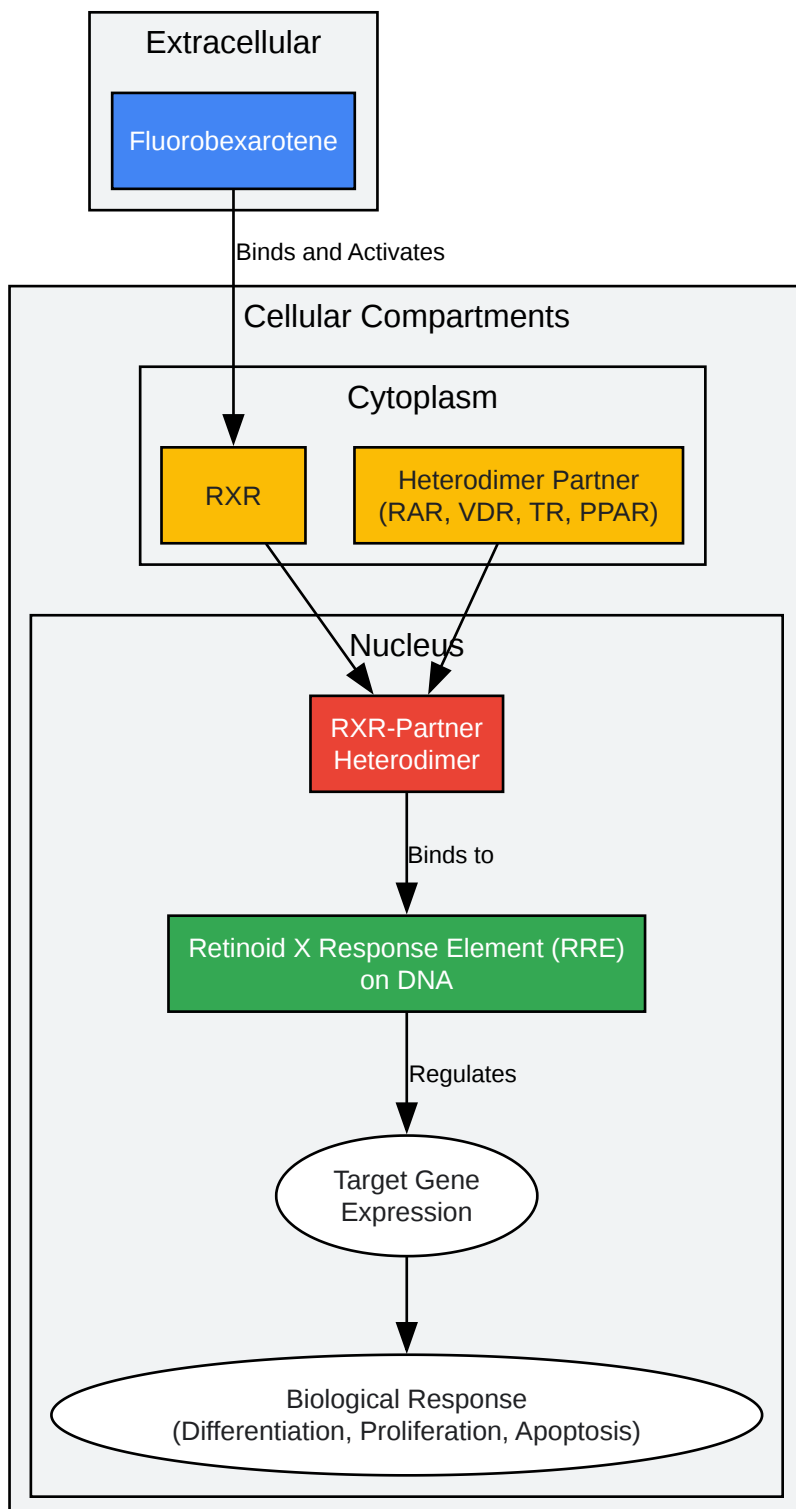 Extracellular
Fluorobexarotene
Binds and Activates
Cellular Compartments
Cytoplasm
RXR
Heterodimer Partner
(RAR, VDR, TR, PPAR)
Nucleus
RXR-Partner
Heterodimer
Binds to
Retinoid X Response Element (RRE)
on DNA
Regulates
Target Gene
Expression
Biological Response
(Differentiation, Proliferation, Apoptosis)